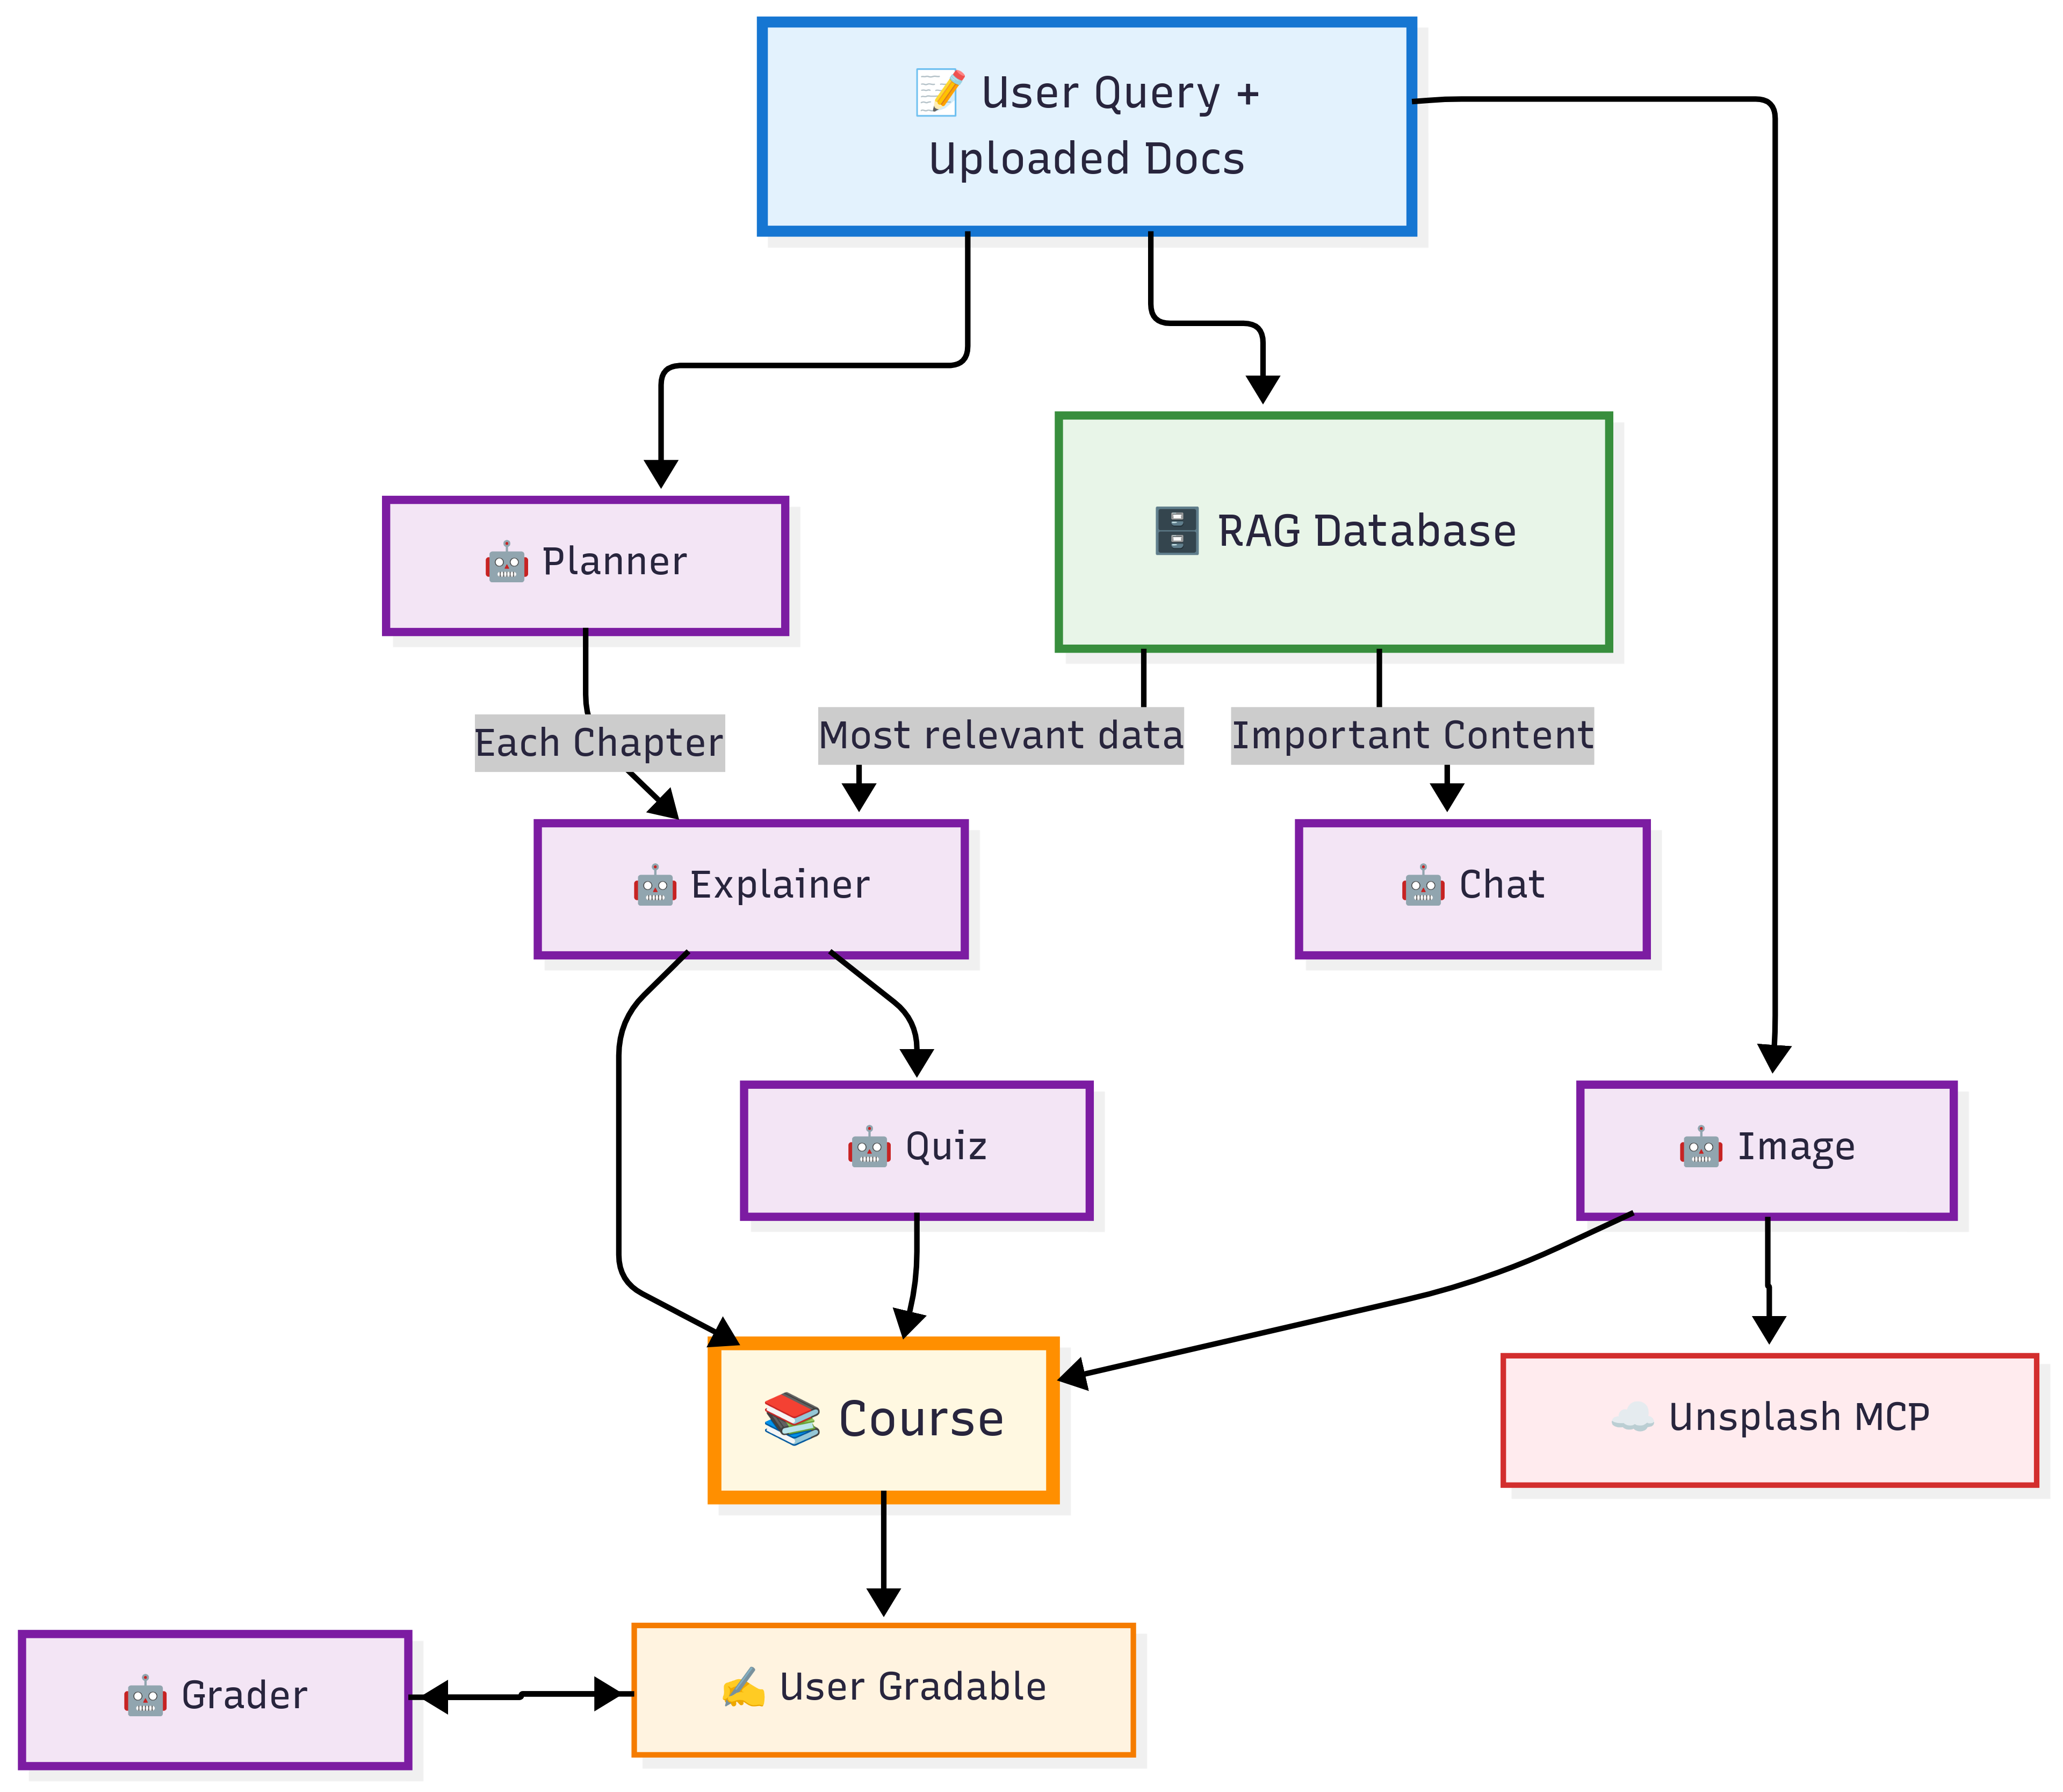 📝 User Query +
Uploaded Docs
🤖 Planner
🗄️ RAG Database
Each Chapter
Most relevant data
Important Content
🤖 Explainer
🤖 Chat
🤖 Quiz
🤖 Image
📚 Course
☁️ Unsplash MCP
🤖 Grader
✍️ User Gradable